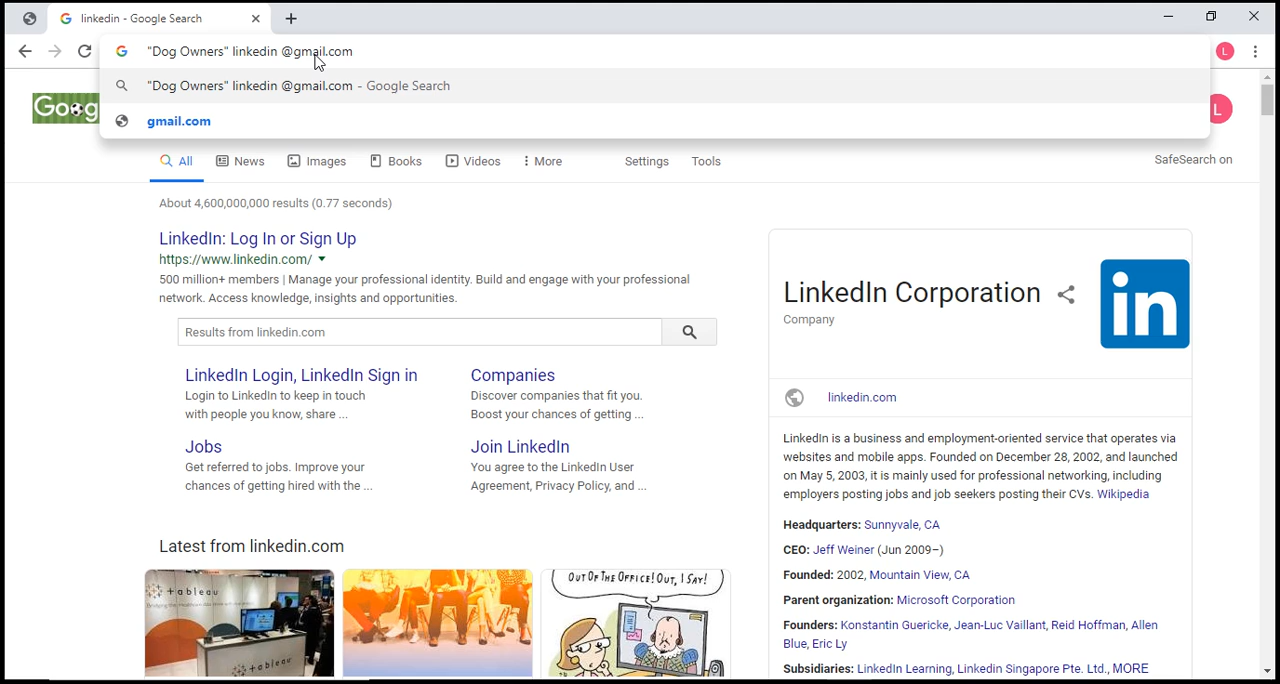 linkedin - Google Search
"Dog Owners" linkedin @gmail.com
"Dog Owners" linkedin @gmail.com - Google Search
gmail.com
L
Goog
L
All
News
Images
Books
Videos
More
Settings
Tools
SafeSearch on
About 4,600,000,000 results (0.77 seconds)
LinkedIn: Log In or Sign Up
https://www.linkedin.com/
500 million+ members | Manage your professional identity. Build and engage with your professional
network. Access knowledge, insights and opportunities.
Results from linkedin.com
LinkedIn Login, LinkedIn Sign in
Login to LinkedIn to keep in touch
with people you know, share ...
Companies
Discover companies that fit you.
Boost your chances of getting ...
Jobs
Get referred to jobs. Improve your
chances of getting hired with the ...
Join LinkedIn
You agree to the LinkedIn User
Agreement, Privacy Policy, and ...
Latest from linkedin.com
+ a b l e a u
+ableau
OUT OF THE OFFICE! OUT, I SAY!
LinkedIn Corporation
Company
in
linkedin.com
LinkedIn is a business and employment-oriented service that operates via
websites and mobile apps. Founded on December 28, 2002, and launched
on May 5, 2003, it is mainly used for professional networking, including
employers posting jobs and job seekers posting their CVs. Wikipedia
Headquarters: Sunnyvale, CA
CEO: Jeff Weiner (Jun 2009–)
Founded: 2002, Mountain View, CA
Parent organization: Microsoft Corporation
Founders: Konstantin Guericke, Jean-Luc Vaillant, Reid Hoffman, Allen
Blue, Eric Ly
Subsidiaries: LinkedIn Learning, Linkedin Singapore Pte. Ltd., MORE